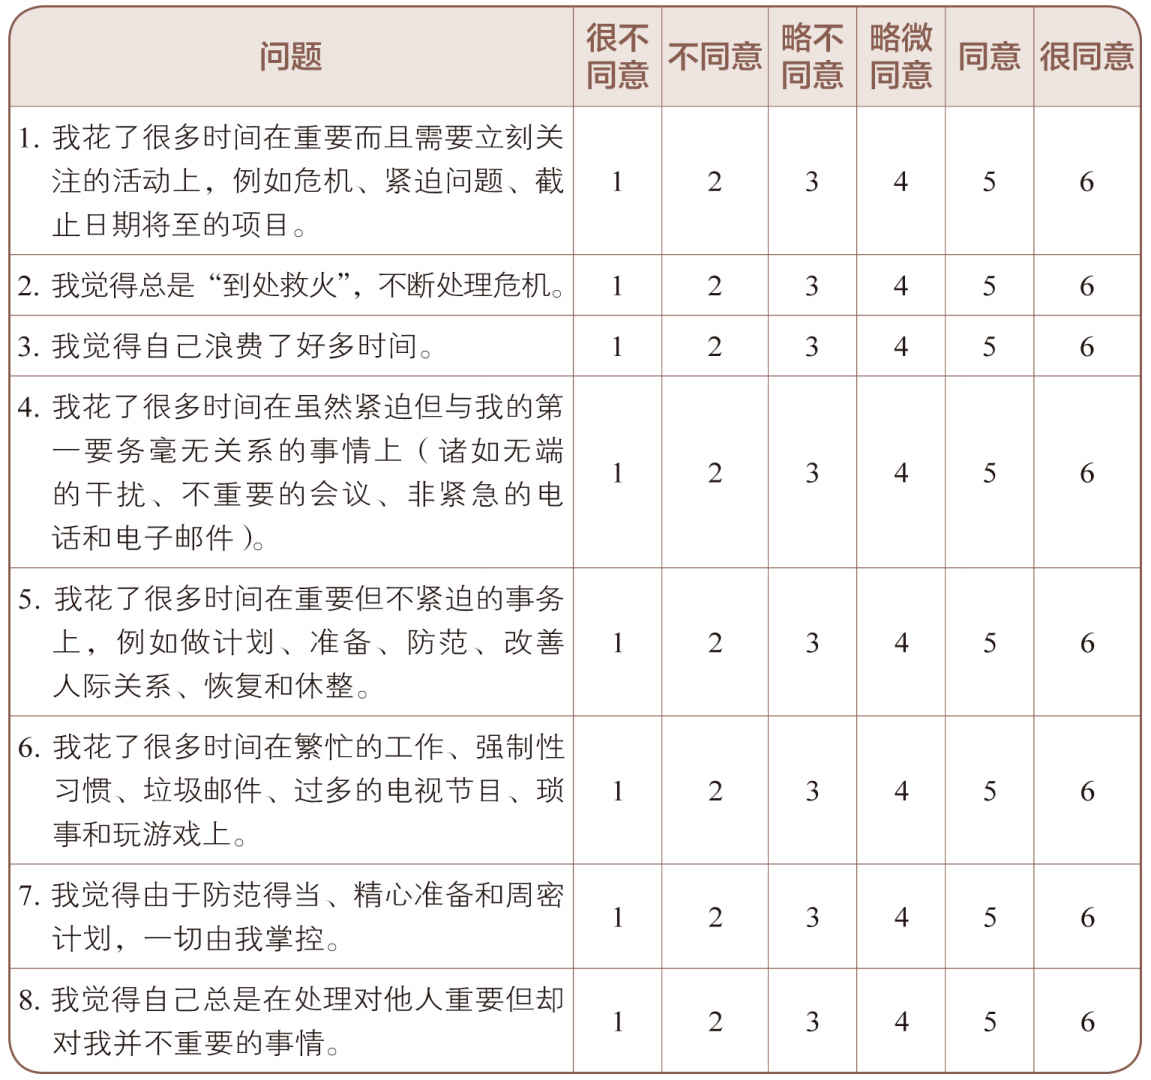 问题 很不同意 不同意 略不同意 略微同意 同意 很同意
1. 我花了很多时间在重要而且需要立刻关
注的活动上，例如危机、紧迫问题、截
止日期将至的项目。
1 2 3 4 5 6
2. 我觉得总是“到处救火”，不断处理危机。 1 2 3 4 5 6
3. 我觉得自己浪费了好多时间。 1 2 3 4 5 6
4. 我花了很多时间在虽然紧迫但与我的第
一要务毫无关系的事情上（诸如无端
的干扰、不重要的会议、非紧急的电
话和电子邮件）。
1 2 3 4 5 6
5. 我花了很多时间在重要但不紧迫的事务
上，例如做计划、准备、防范、改善
人际关系、恢复和休整。
1 2 3 4 5 6
6. 我花了很多时间在繁忙的工作、强制性
习惯、垃圾邮件、过多的电视节目、琐
事和玩游戏上。
1 2 3 4 5 6
7. 我觉得由于防范得当、精心准备和周密
计划，一切由我掌控。
1 2 3 4 5 6
8. 我觉得自己总是在处理对他人重要但却
对我并不重要的事情。
1 2 3 4 5 6